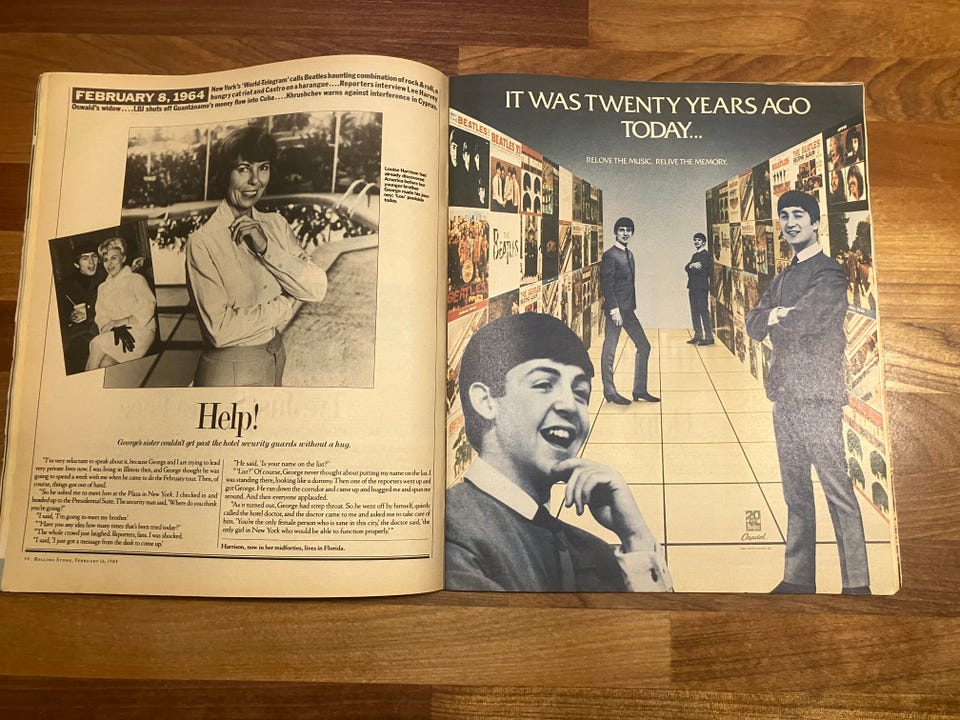 FEBRUARY 8, 1964
New York's 'World-Telegram' calls Beatles haunting combination of rock & roll, a
hungry cat riot and Castro on a harangue....Reporters interview Lee Harvey
Oswald's widow....LBJ shuts off Guantánamo's money flow into Cuba....Khrushchev warns against interference in Cyprus.
Louise Harrison had
already discovered
America before her
younger brother
George made his jour-
ney; 'Lou' poolside
today.
Help!
George's sister couldn't get past the hotel security guards without a hug.
"I'm very reluctant to speak about it, because George and I are trying to lead
very private lives now. I was living in Illinois then, and George thought he was
going to spend a week with me when he came to do the February tour. Then, of
course, things got out of hand.
"So he asked me to meet him at the Plaza in New York. I checked in and
headed up to the Presidential Suite. The security man said, 'Where do you think
you're going?'
"I said, 'I'm going to meet my brother.'
"'Have you any idea how many times that's been tried today?'
"The whole crowd just laughed. Reporters, fans. I was shocked.
"I said, 'I just got a message from the desk to come up.'
"He said, 'Is your name on the list?'
"'List?' Of course, George never thought about putting my name on the list. I
was standing there, looking like a dummy. Then one of the reporters went up and
got George. He ran down the corridor and came up and hugged me and spun me
around. And then everyone applauded.
"As it turned out, George had strep throat. So he went off by himself, quietly
called the hotel doctor, and the doctor came to me and asked me to take care of
him. 'You're the only female person who is sane in this city,' the doctor said, 'the
only girl in New York who would be able to function properly.'"
Harrison, now in her midforties, lives in Florida.
ROLLING STONE, FEBRUARY 16, 1984
IT WAS TWENTY YEARS AGO
TODAY...
RELOVE THE MUSIC. RELIVE THE MEMORY.
BEATLES
BEATLES VI
THE BEATLES
BEATLES
THE BEATLES
SECOND ALBUM
20
Capitol